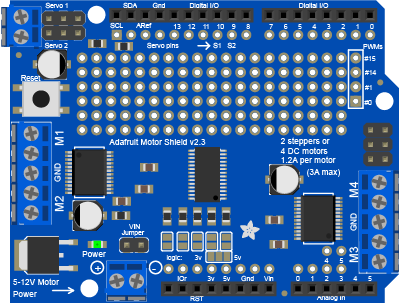 Servo 1
SDA Gnd Digital I/O Digital I/O
SCL ARef 13 12 11 10 9 8 7 6 5 4 3 2 1 0
Servo 2 Servo pins S1 S2 PWMs
#15
#14
#1
#0
Reset
M1
GND
M2
Adafruit Motor Shield v2.3
2 steppers or
4 DC motors
1.2A per motor
(3A max)
M4
GND
M3
VIN
Jumper
Power
5-12V Motor
Power
logic: 3v 5v
IOr 3v 5v Gnd Vin
RST
4 5
0 1 2 3 4 5
Analog In